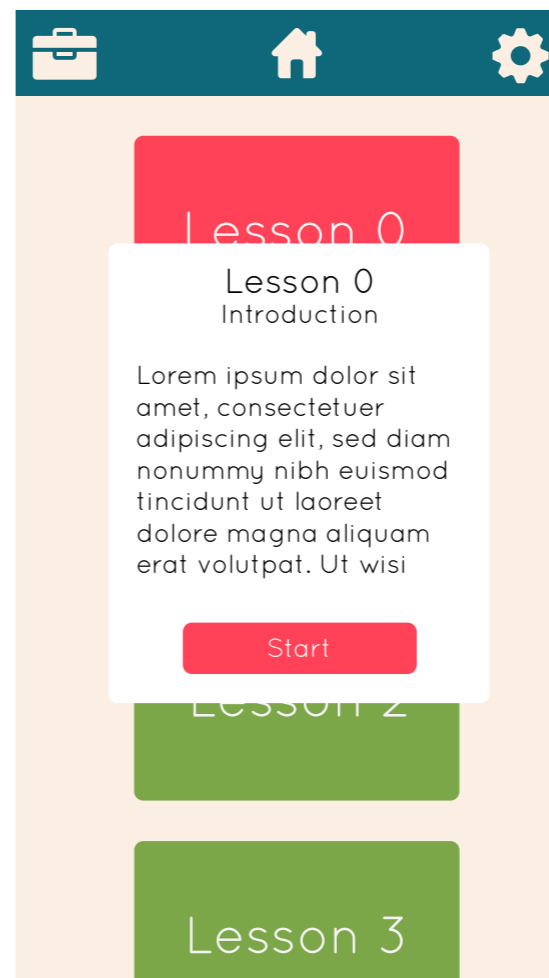 Lesson 0
Lesson 0
Introduction
Lorem ipsum dolor sit
amet, consectetuer
adipiscing elit, sed diam
nonummy nibh euismod
tincidunt ut laoreet
dolore magna aliquam
erat volutpat. Ut wisi
Start
Lesson 2
Lesson 3